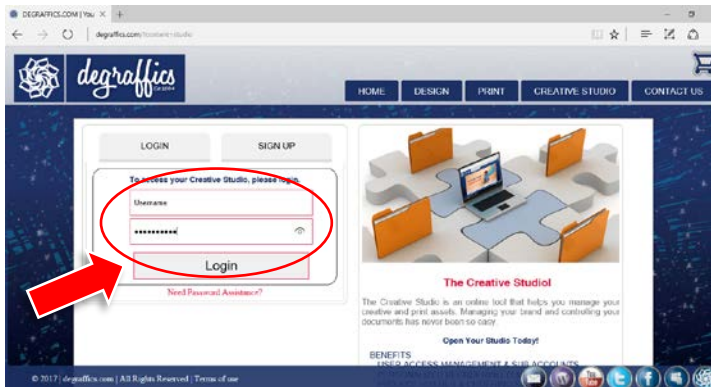 DEGRAFFICS.COM | You
degraffics.com
degraffics
HOME DESIGN PRINT CREATIVE STUDIO CONTACT US
LOGIN SIGN UP
To access your Creative Studio, please login.
Username
Login
Need Password Assistance?
The Creative Studio!
The Creative Studio is an online tool that helps you manage your
creative and print assets. Managing your brand and controlling your
documents has never been so easy.
Open Your Studio Today!
BENEFITS
USER ACCESS MANAGEMENT & SUB ACCOUNTS
© 2017 | degraffics.com | All Rights Reserved | Terms of use